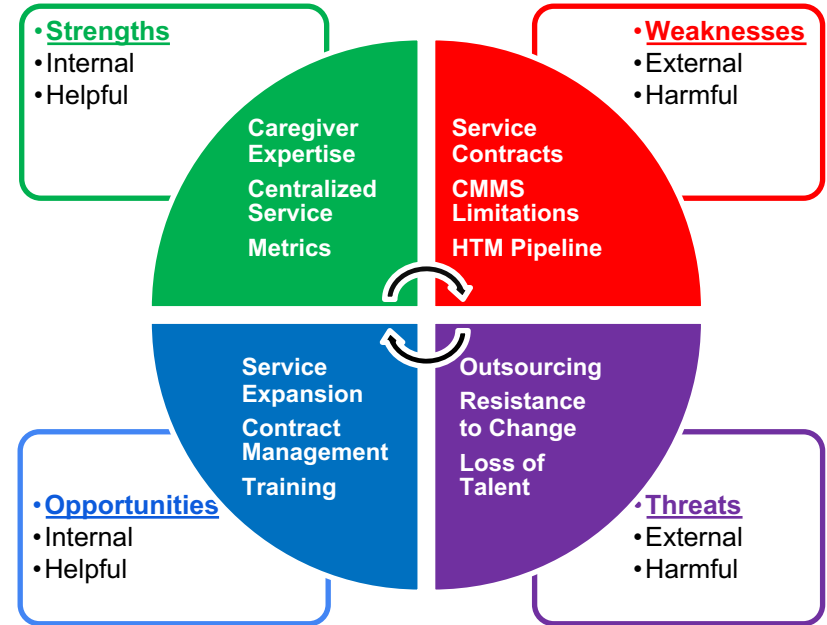 • Strengths
• Internal
• Helpful
Caregiver
Expertise
Centralized
Service
Metrics
• Weaknesses
• External
• Harmful
Service
Contracts
CMMS
Limitations
HTM Pipeline
Service
Expansion
Contract
Management
Training
• Opportunities
• Internal
• Helpful
Outsourcing
Resistance
to Change
Loss of
Talent
• Threats
• External
• Harmful